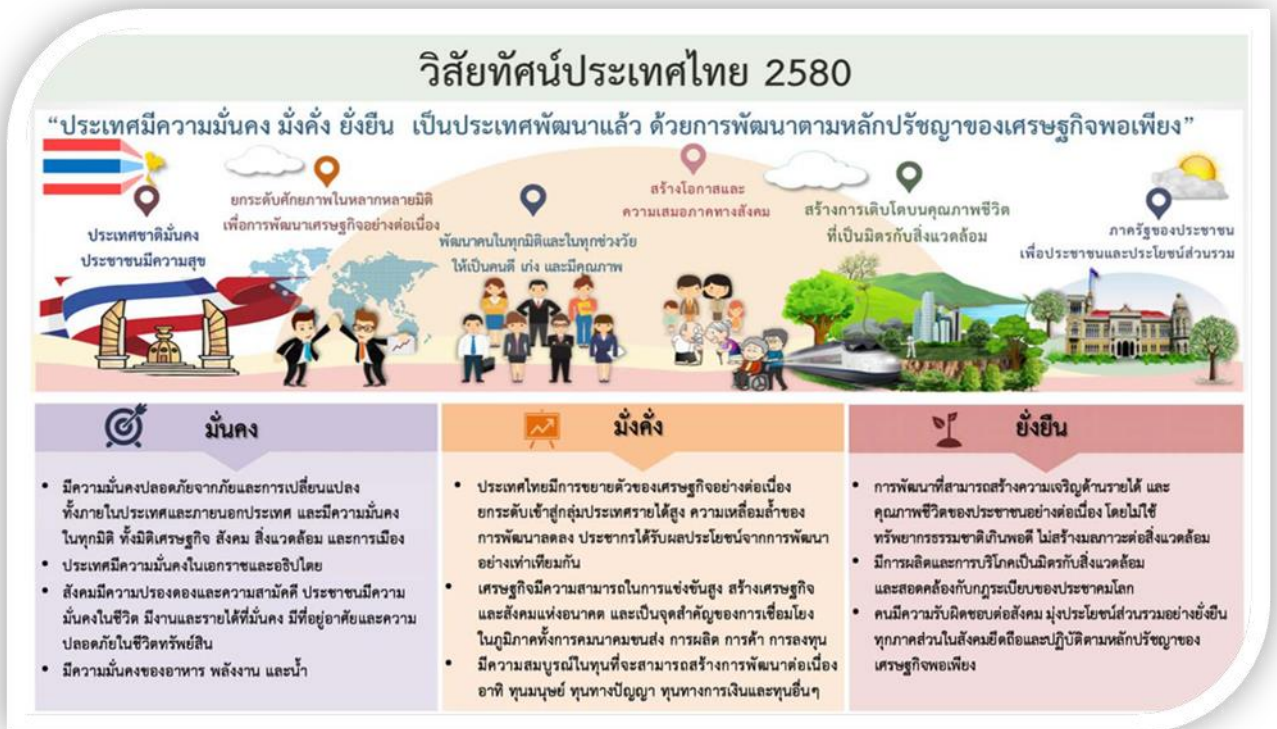 วิสัยทัศน์ประเทศไทย 2580
“ประเทศมีความมั่นคง มั่งคั่ง ยั่งยืน เป็นประเทศพัฒนาแล้ว ด้วยการพัฒนาตามหลักปรัชญาของเศรษฐกิจพอเพียง”
ประเทศชาติมั่นคง
ประชาชนมีความสุข
ยกระดับศักยภาพในหลากหลายมิติ
เพื่อการพัฒนาเศรษฐกิจอย่างต่อเนื่อง
พัฒนาคนในทุกมิติและในทุกช่วงวัย
ให้เป็นคนดี เก่ง และมีคุณภาพ
สร้างโอกาสและ
ความเสมอภาคทางสังคม
สร้างการเติบโตบนคุณภาพชีวิต
ที่เป็นมิตรกับสิ่งแวดล้อม
ภาครัฐของประชาชน
เพื่อประชาชนและประโยชน์ส่วนรวม
มั่นคง
• มีความมั่นคงปลอดภัยจากภัยและการเปลี่ยนแปลง
ทั้งภายในประเทศและภายนอกประเทศ และมีความมั่นคง
ในทุกมิติ ทั้งมิติเศรษฐกิจ สังคม สิ่งแวดล้อม และการเมือง
• ประเทศมีความมั่นคงในเอกราชและอธิปไตย
• สังคมมีความปรองดองและความสามัคคี ประชาชนมีความ
มั่นคงในชีวิต มีงานและรายได้ที่มั่นคง มีที่อยู่อาศัยและความ
ปลอดภัยในชีวิตทรัพย์สิน
• มีความมั่นคงของอาหาร พลังงาน และน้ำ
มั่งคั่ง
• ประเทศไทยมีการขยายตัวของเศรษฐกิจอย่างต่อเนื่อง
ยกระดับเข้าสู่กลุ่มประเทศรายได้สูง ความเหลื่อมล้ำของ
การพัฒนาลดลง ประชากรได้รับผลประโยชน์จากการพัฒนา
อย่างเท่าเทียมกัน
• เศรษฐกิจมีความสามารถในการแข่งขันสูง สร้างเศรษฐกิจ
และสังคมแห่งอนาคต และเป็นจุดสำคัญของการเชื่อมโยง
ในภูมิภาคทั้งการคมนาคมขนส่ง การผลิต การค้า การลงทุน
• มีความสมบูรณ์ในทุนที่จะสามารถสร้างการพัฒนาต่อเนื่อง
อาทิ ทุนมนุษย์ ทุนทางปัญญา ทุนทางการเงินและทุนอื่นๆ
ยั่งยืน
• การพัฒนาที่สามารถสร้างความเจริญด้านรายได้ และ
คุณภาพชีวิตของประชาชนอย่างต่อเนื่อง โดยไม่ใช้
ทรัพยากรธรรมชาติเกินพอดี ไม่สร้างมลภาวะต่อสิ่งแวดล้อม
• มีการผลิตและการบริโภคเป็นมิตรกับสิ่งแวดล้อม
และสอดคล้องกับกฎระเบียบของประชาคมโลก
• คนมีความรับผิดชอบต่อสังคม มุ่งประโยชน์ส่วนรวมอย่างยั่งยืน
ทุกภาคส่วนในสังคมยึดถือและปฏิบัติตามหลักปรัชญาของ
เศรษฐกิจพอเพียง